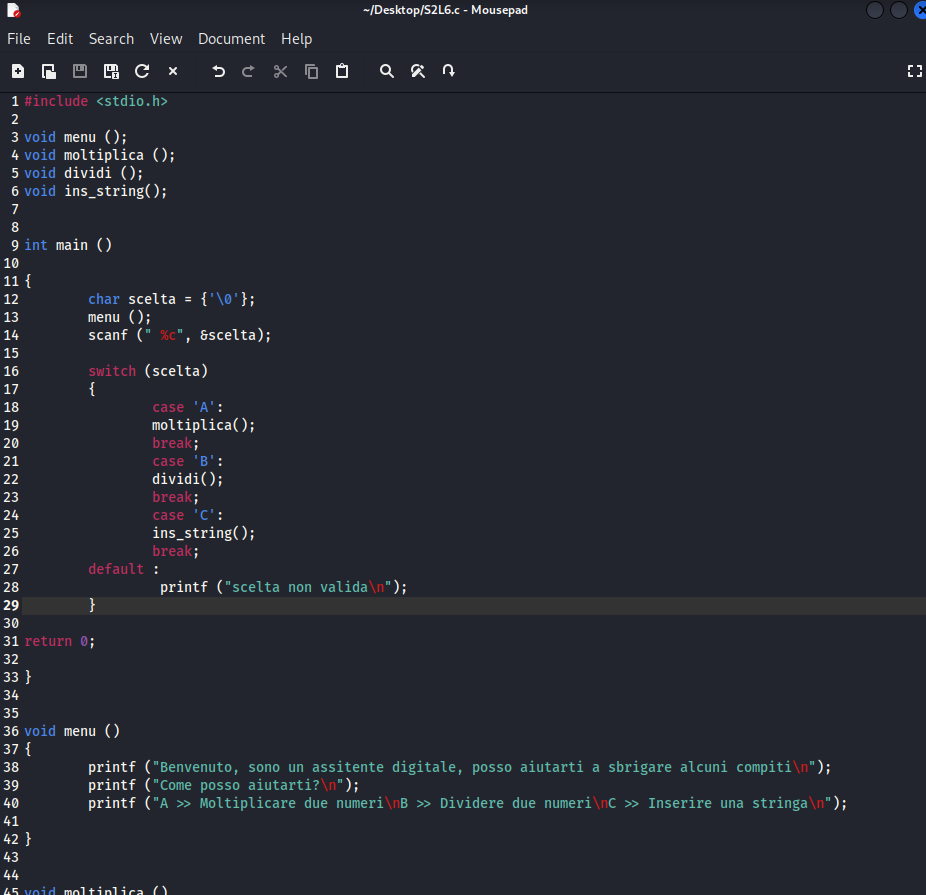 ~/Desktop/S2L6.c - Mousepad
File Edit Search View Document Help
1 #include <stdio.h>
2
3 void menu ();
4 void moltiplica ();
5 void dividi ();
6 void ins_string();
7
8
9 int main ()
10
11 {
12 char scelta = {'\0'};
13 menu ();
14 scanf (" %c", &scelta);
15
16 switch (scelta)
17 {
18 case 'A':
19 moltiplica();
20 break;
21 case 'B':
22 dividi();
23 break;
24 case 'C':
25 ins_string();
26 break;
27 default :
28 printf ("scelta non valida\n");
29 }
30
31 return 0;
32
33 }
34
35
36 void menu ()
37 {
38 printf ("Benvenuto, sono un assitente digitale, posso aiutarti a sbrigare alcuni compiti\n");
39 printf ("Come posso aiutarti?\n");
40 printf ("A >> Moltiplicare due numeri\nB >> Dividere due numeri\nC >> Inserire una stringa\n");
41
42 }
43
44
45 void moltiplica ()